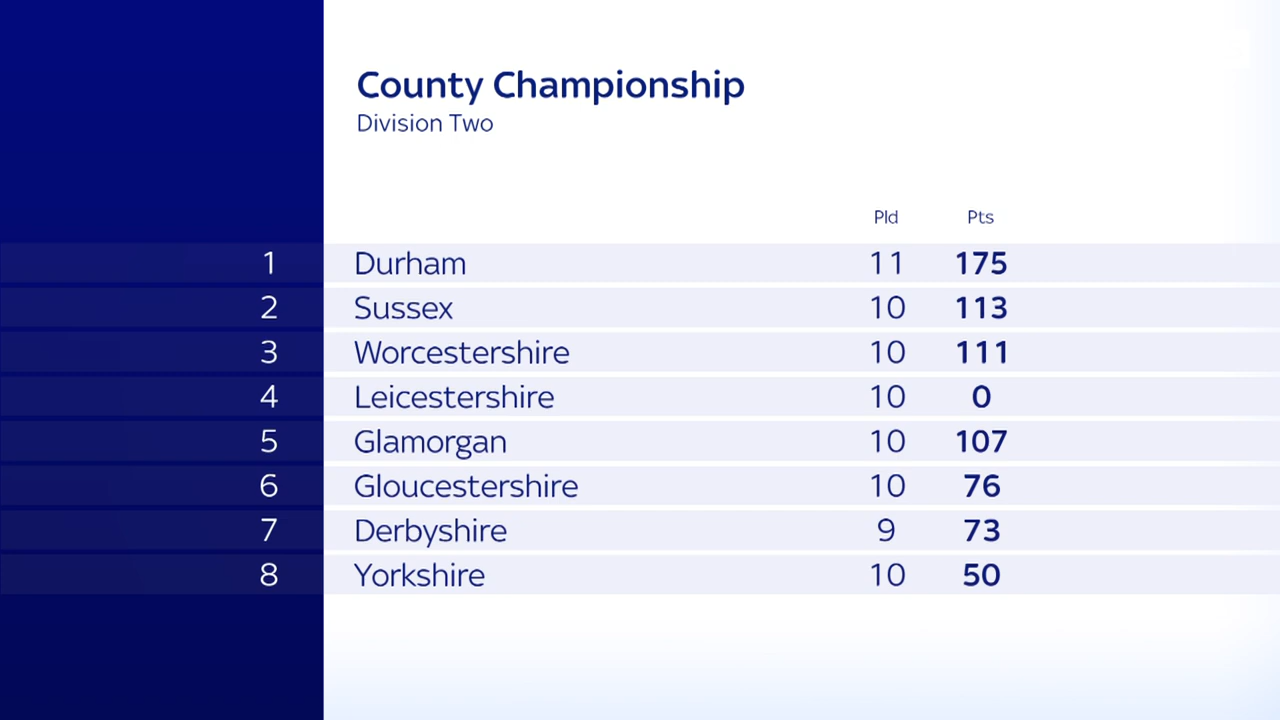 County Championship
Division Two
Pld Pts
1 Durham 11 175
2 Sussex 10 113
3 Worcestershire 10 111
4 Leicestershire 10 0
5 Glamorgan 10 107
6 Gloucestershire 10 76
7 Derbyshire 9 73
8 Yorkshire 10 50